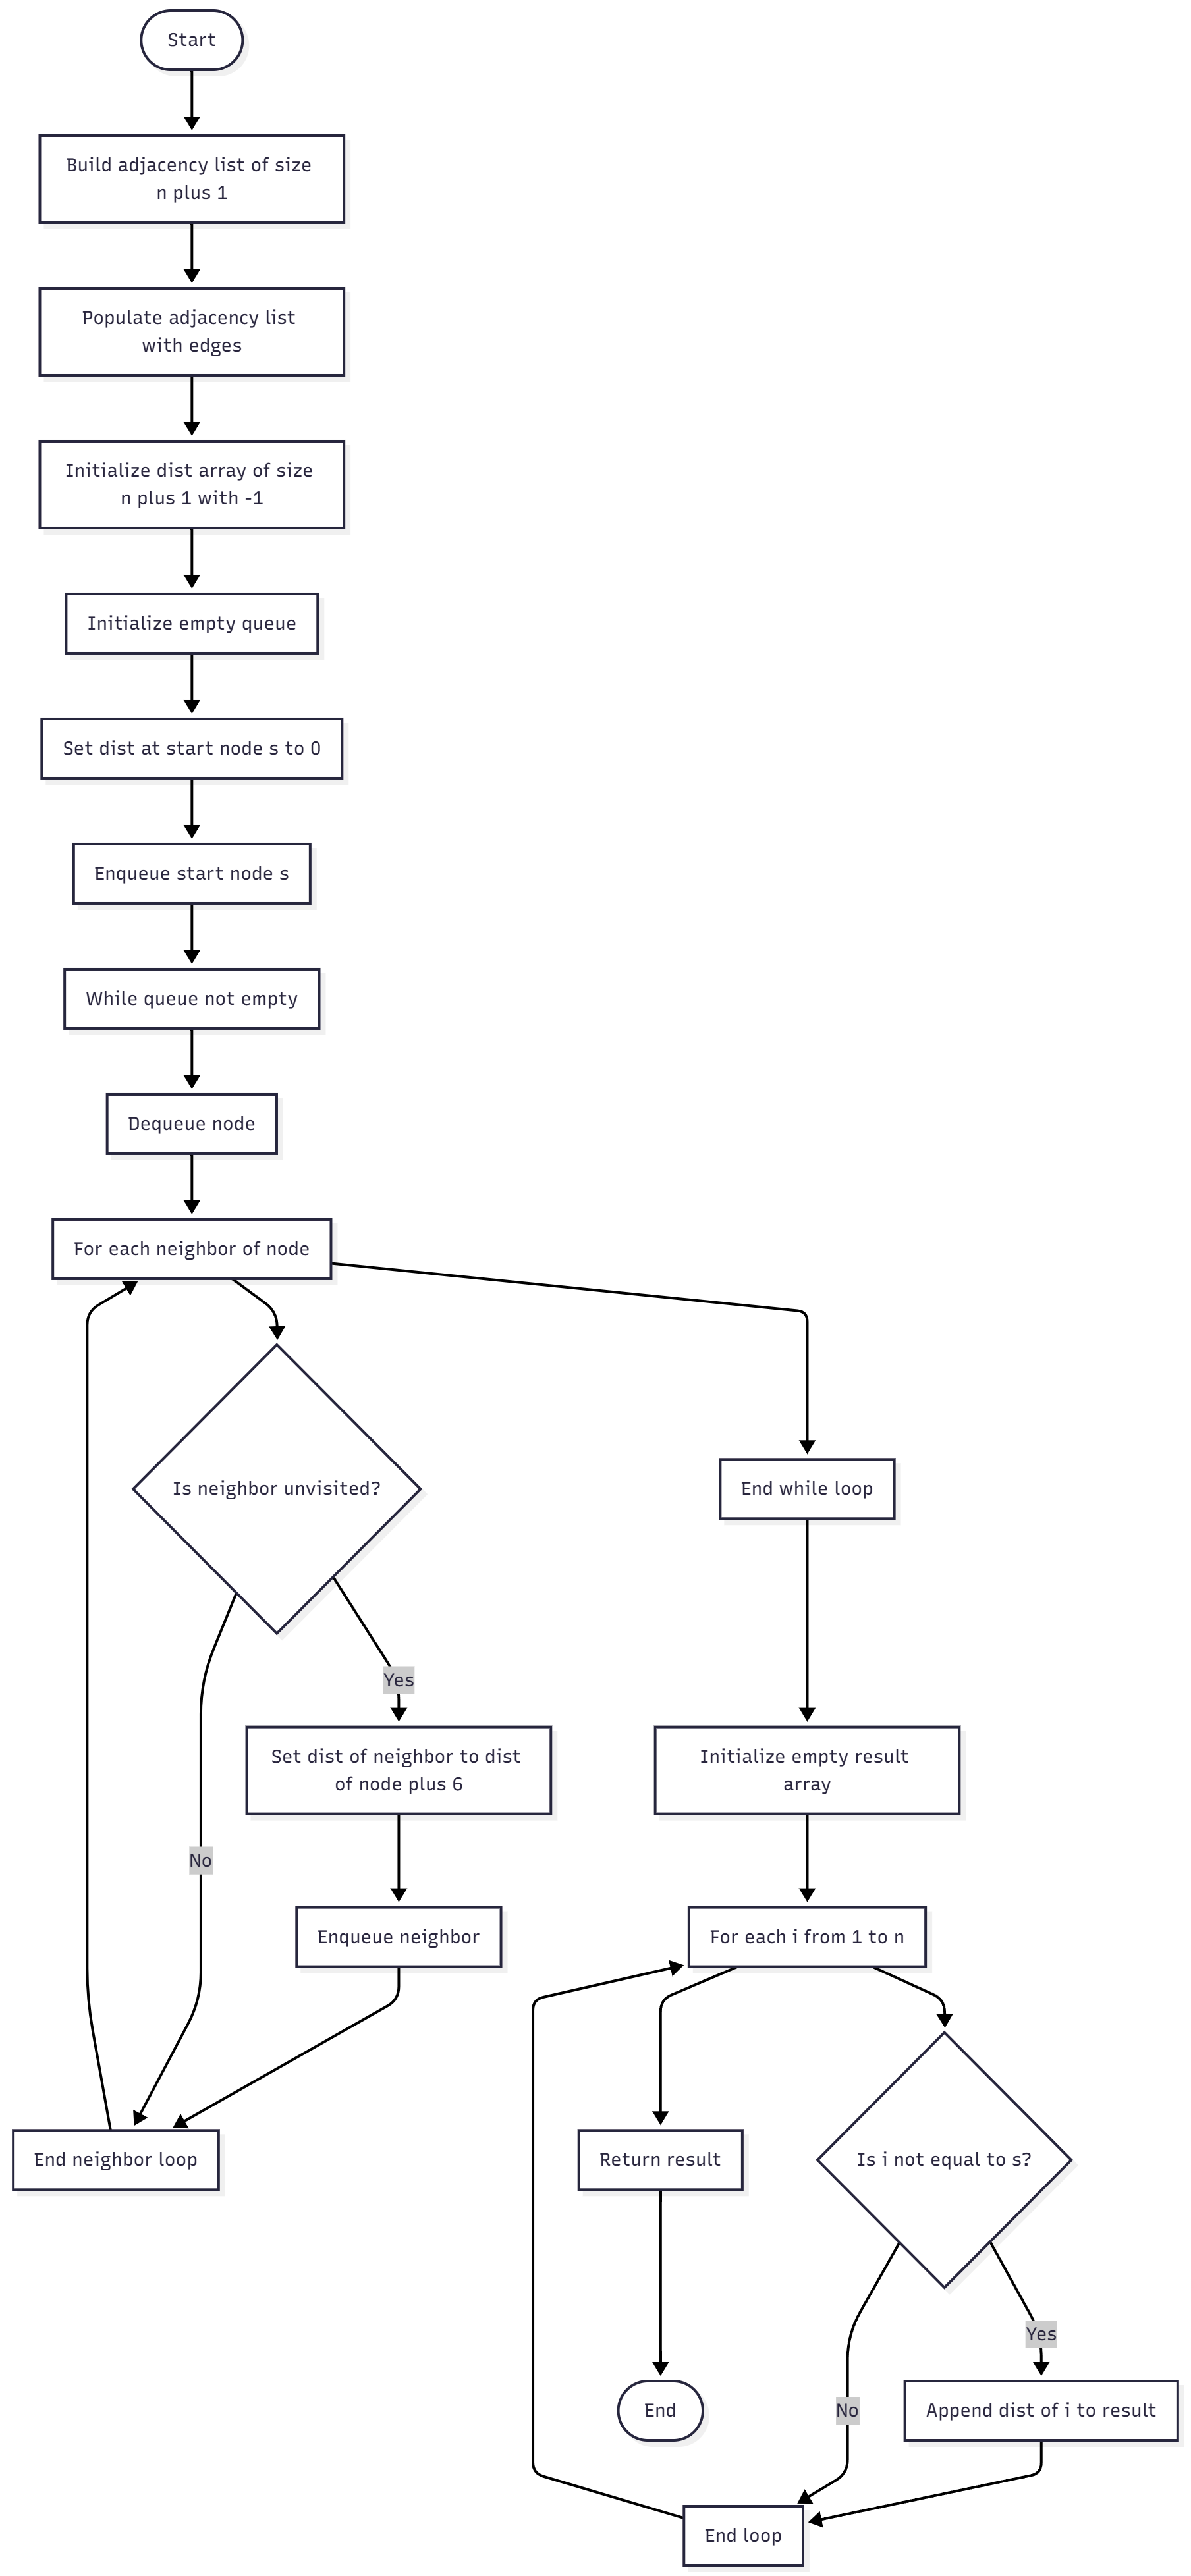 Start
Build adjacency list of size
n plus 1
Populate adjacency list
with edges
Initialize dist array of size
n plus 1 with -1
Initialize empty queue
Set dist at start node s to 0
Enqueue start node s
While queue not empty
Dequeue node
For each neighbor of node
Is neighbor unvisited?
End while loop
Yes
Set dist of neighbor to dist
of node plus 6
Initialize empty result
array
No
Enqueue neighbor
For each i from 1 to n
End neighbor loop
Return result
Is i not equal to s?
Yes
End
No
Append dist of i to result
End loop